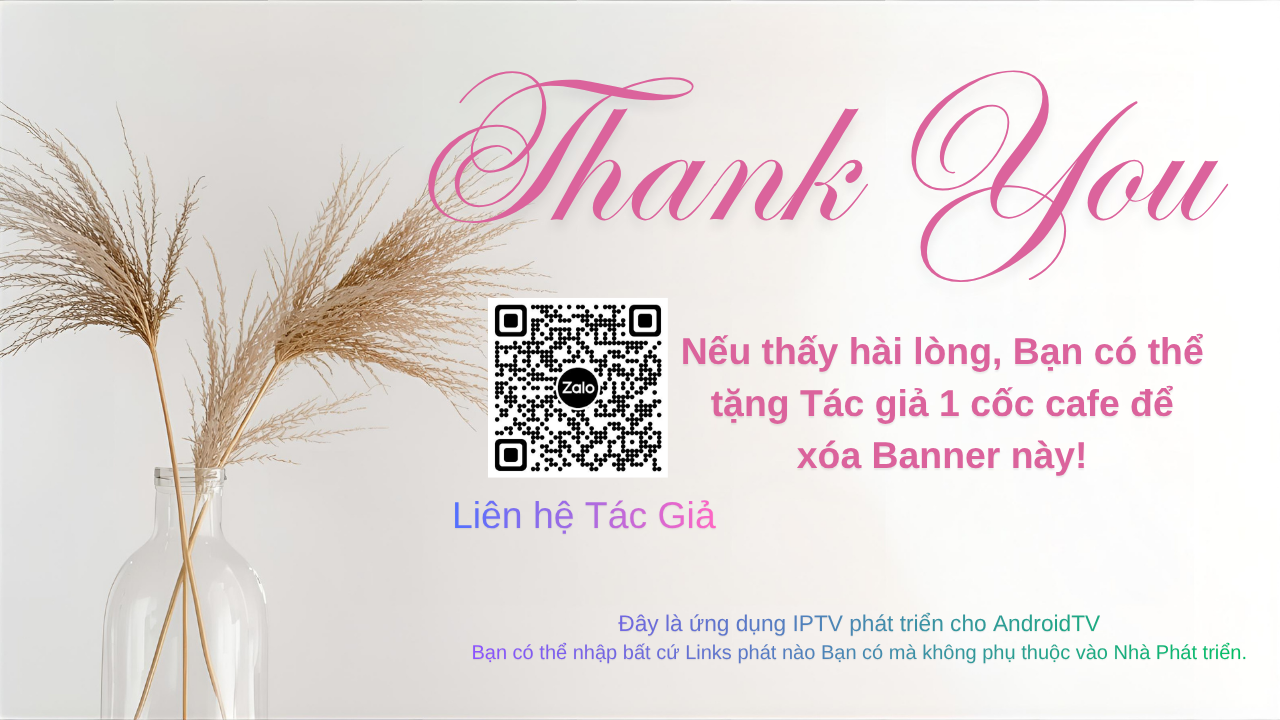 Thank You
Zalo
Nếu thấy hài lòng, Bạn có thể
tặng Tác giả 1 cốc cafe để
xóa Banner này!
Liên hệ Tác Giả
Đây là ứng dụng IPTV phát triển cho AndroidTV
Bạn có thể nhập bất cứ Links phát nào Bạn có mà không phụ thuộc vào Nhà Phát triển.